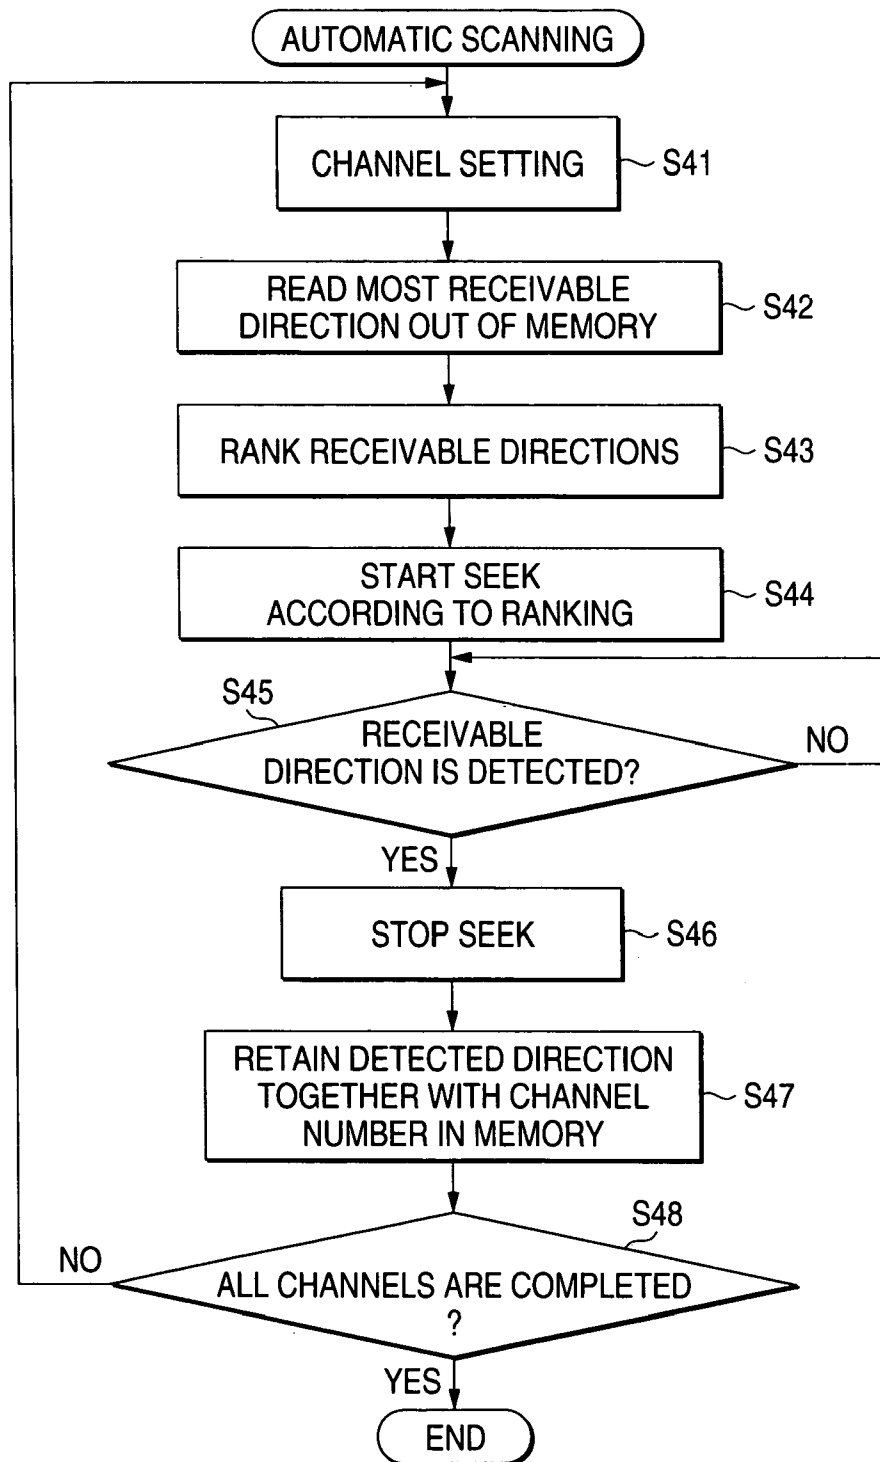 AUTOMATIC SCANNING
CHANNEL SETTING
S41
READ MOST RECEIVABLE
DIRECTION OUT OF MEMORY
S42
RANK RECEIVABLE DIRECTIONS
S43
START SEEK
ACCORDING TO RANKING
S44
S45
RECEIVABLE
DIRECTION IS DETECTED?
NO
YES
STOP SEEK
S46
RETAIN DETECTED DIRECTION
TOGETHER WITH CHANNEL
NUMBER IN MEMORY
S47
S48
NO
ALL CHANNELS ARE COMPLETED
?
YES
END